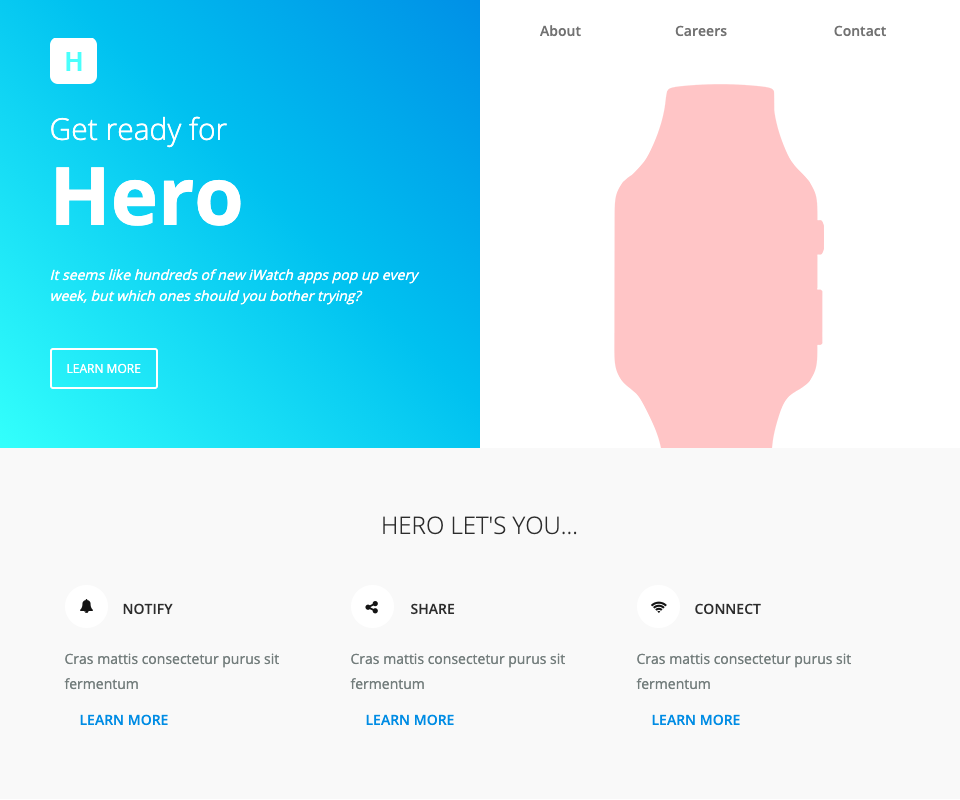 About Careers Contact
H
Get ready for
Hero
It seems like hundreds of new iWatch apps pop up every
week, but which ones should you bother trying?
LEARN MORE
HERO LET'S YOU...
NOTIFY
Cras mattis consectetur purus sit
fermentum
LEARN MORE
SHARE
Cras mattis consectetur purus sit
fermentum
LEARN MORE
CONNECT
Cras mattis consectetur purus sit
fermentum
LEARN MORE